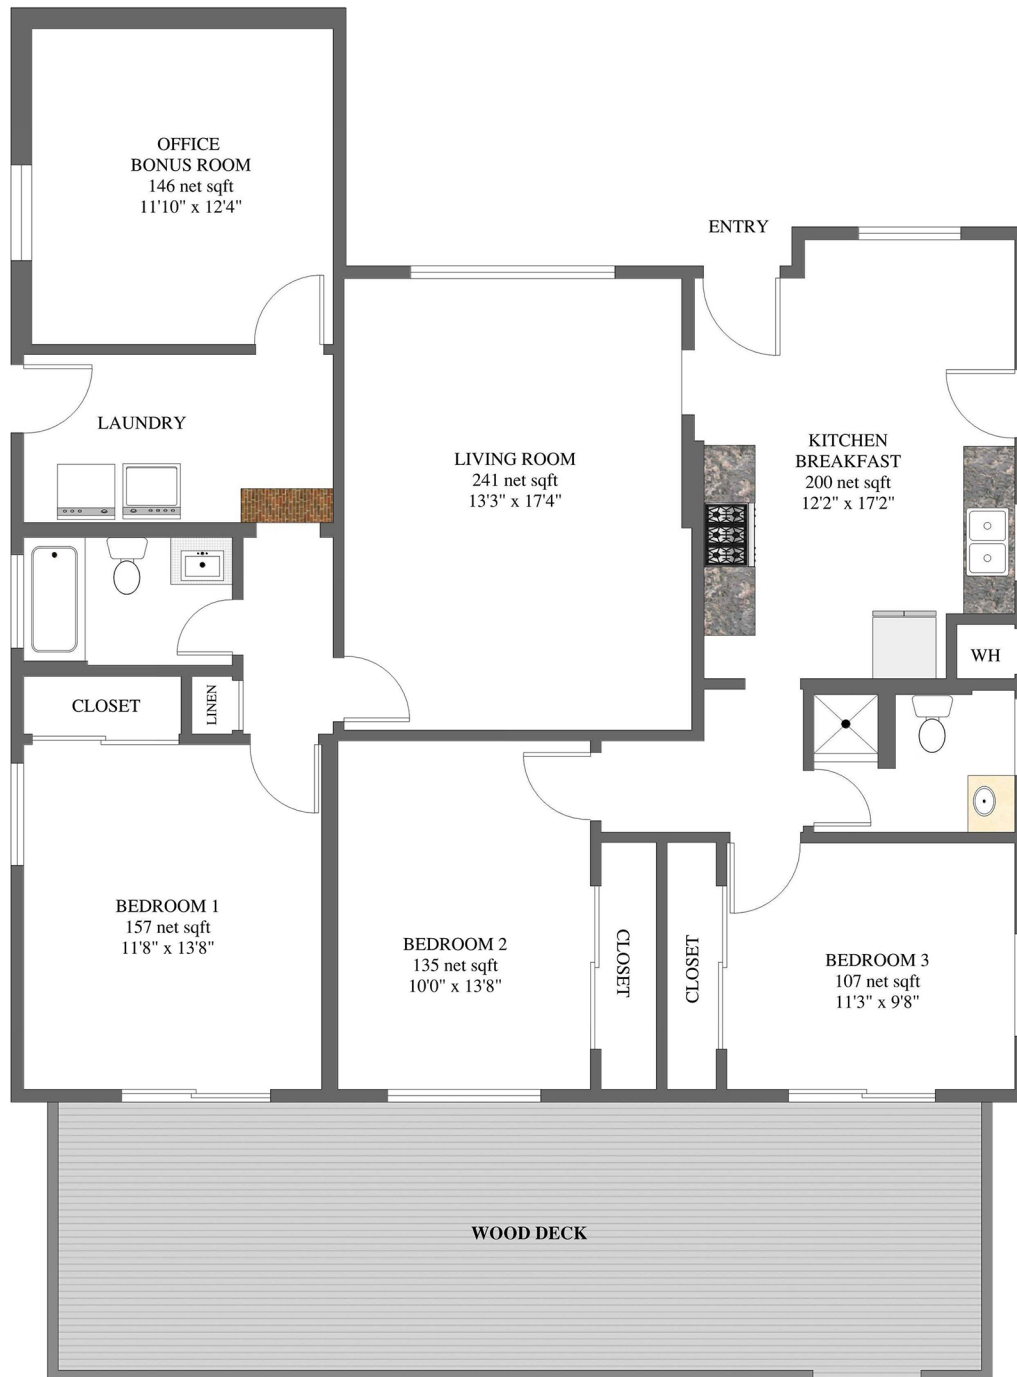 OFFICE
BONUS ROOM
146 net sqft
11'10" x 12'4"
ENTRY
LAUNDRY
LIVING ROOM
241 net sqft
13'3" x 17'4"
KITCHEN
BREAKFAST
200 net sqft
12'2" x 17'2"
WH
CLOSET
LINEN
BEDROOM 1
157 net sqft
11'8" x 13'8"
BEDROOM 2
135 net sqft
10'0" x 13'8"
CLOSET
CLOSET
BEDROOM 3
107 net sqft
11'3" x 9'8"
WOOD DECK